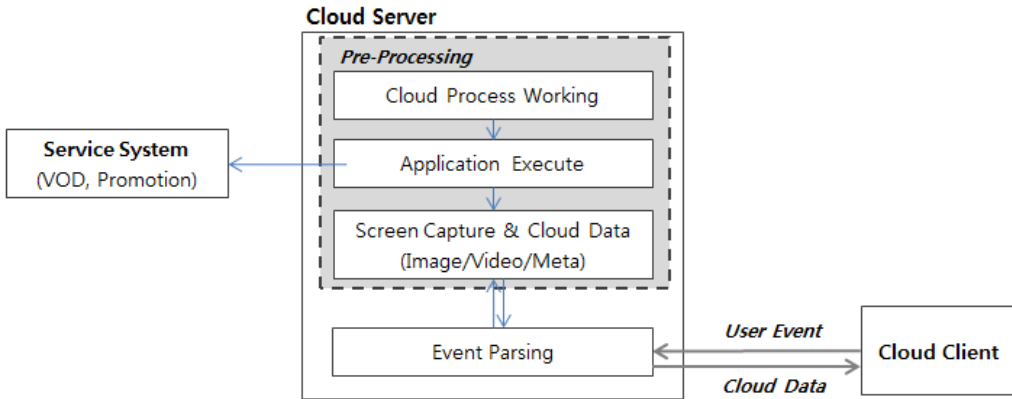 Cloud Server
Pre-Processing
Cloud Process Working
Service System
(VOD, Promotion)
Application Execute
Screen Capture & Cloud Data
(Image/Video/Meta)
Event Parsing
User Event
Cloud Data
Cloud Client